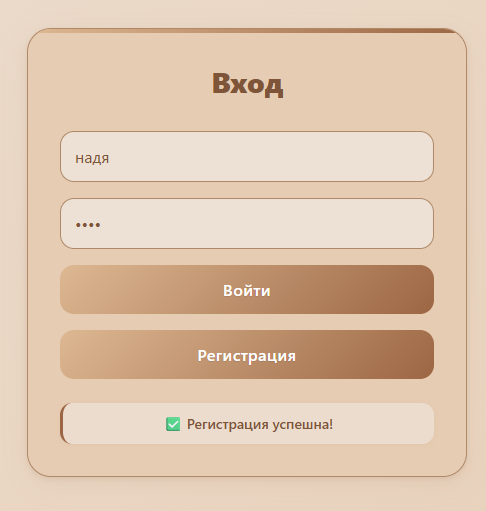 Вход
надя
••••
Войти
Регистрация
✅ Регистрация успешна!